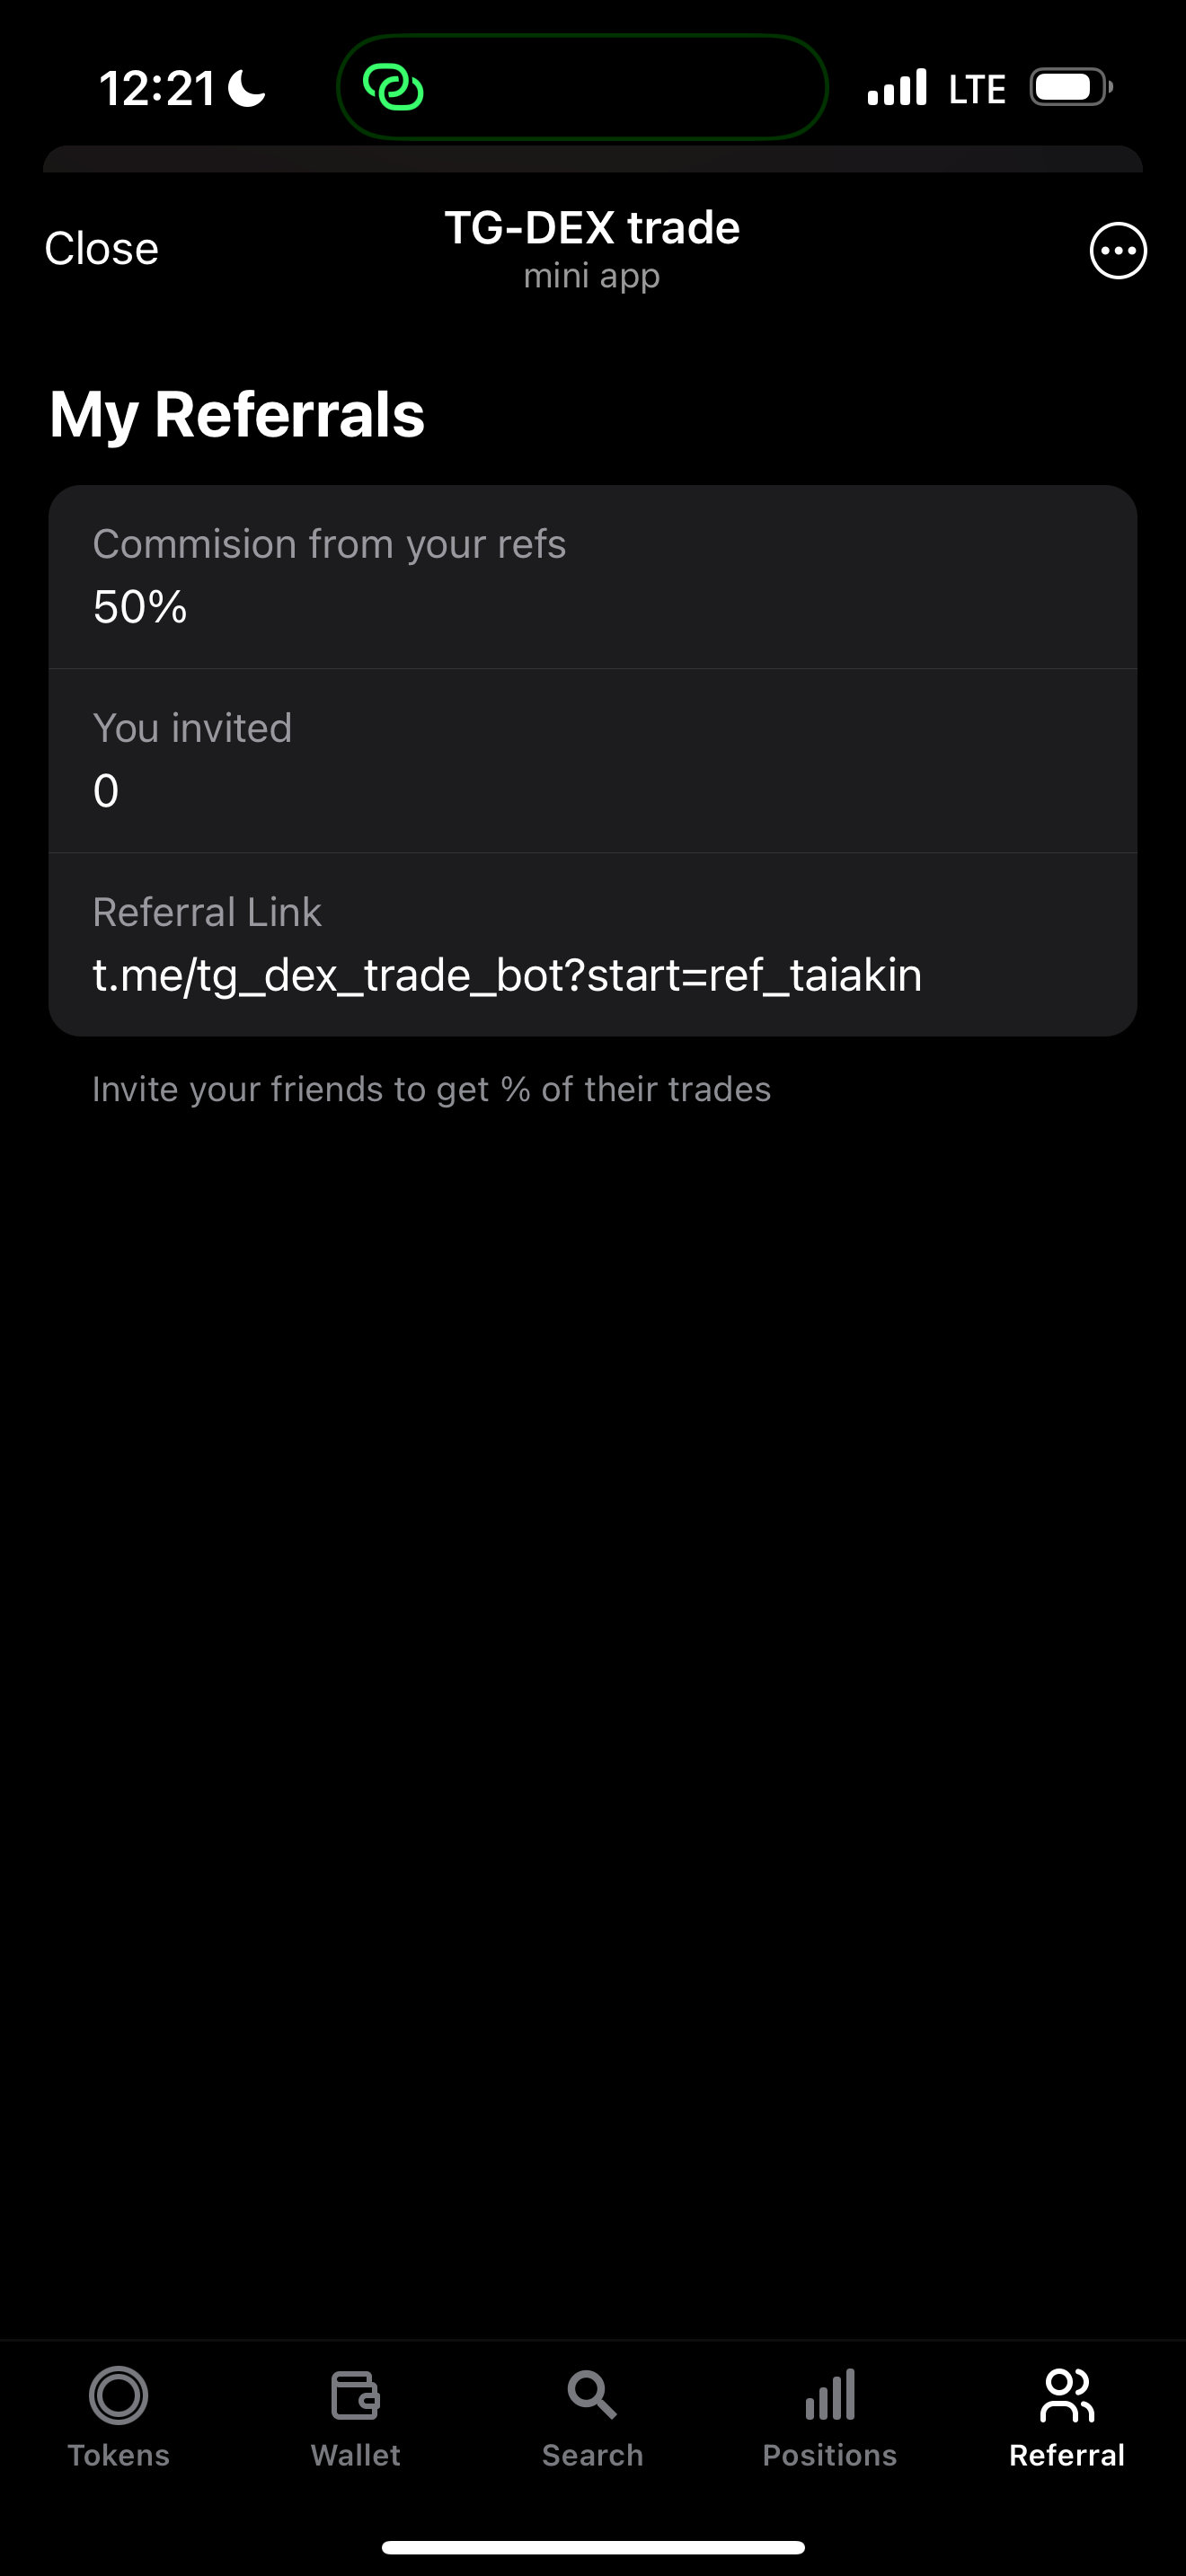 12:21
LTE
Close
TG-DEX trade
mini app
My Referrals
Commision from your refs
50%
You invited
0
Referral Link
t.me/tg_dex_trade_bot?start=ref_taiakin
Invite your friends to get % of their trades
Tokens
Wallet
Search
Positions
Referral